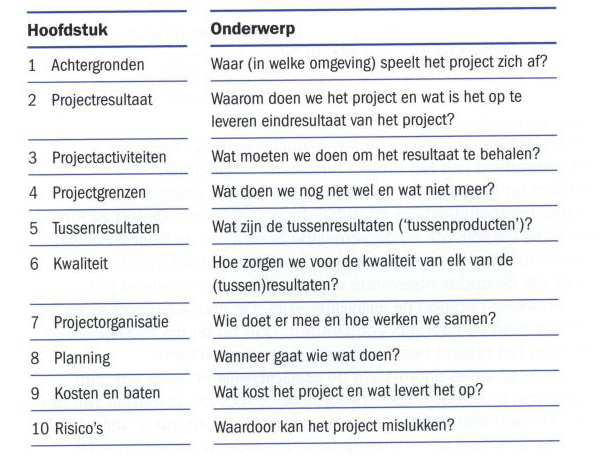 Hoofdstuk Onderwerp
1 Achtergronden Waar (in welke omgeving) speelt het project zich af?
2 Projectresultaat Waarom doen we het project en wat is het op te
leveren eindresultaat van het project?
3 Projectactiviteiten Wat moeten we doen om het resultaat te behalen?
4 Projectgrenzen Wat doen we nog net wel en wat niet meer?
5 Tussenresultaten Wat zijn de tussenresultaten (‘tussenproducten’)?
6 Kwaliteit Hoe zorgen we voor de kwaliteit van elk van de
(tussen)resultaten?
7 Projectorganisatie Wie doet er mee en hoe werken we samen?
8 Planning Wanneer gaat wie wat doen?
9 Kosten en baten Wat kost het project en wat levert het op?
10 Risico’s Waardoor kan het project mislukken?